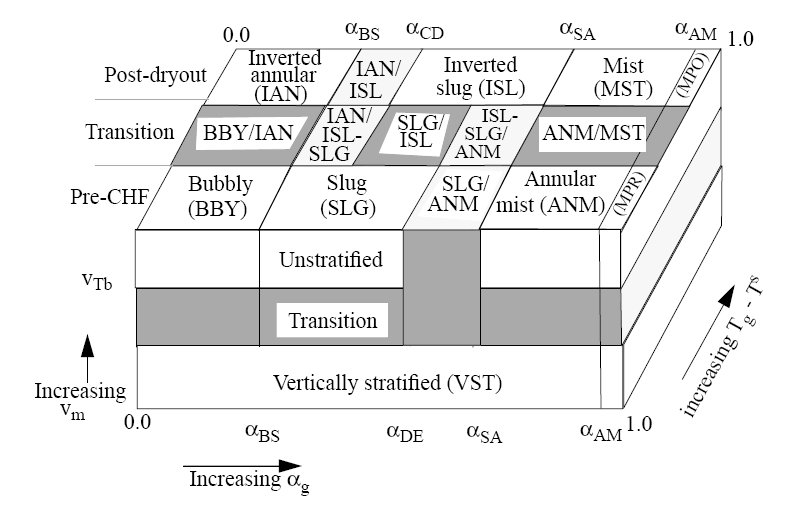 0.0 αBS αCD αSA αAM 1.0
Post-dryout
Inverted
annular
(IAN)
IAN/
ISL
Inverted
slug (ISL)
Mist
(MST)
(MPO)
Transition
BBY/IAN
IAN/
ISL-
SLG
SLG/
ISL
ISL-
SLG/
ANM
ANM/MST
Pre-CHF
Bubbly
(BBY)
Slug
(SLG)
SLG/
ANM
Annular
mist (ANM)
(MPR)
Unstratified
vTb
Transition
Vertically stratified (VST)
Increasing
vm
increasing Tg - Ts
0.0 αBS αDE αSA αAM 1.0
Increasing αg